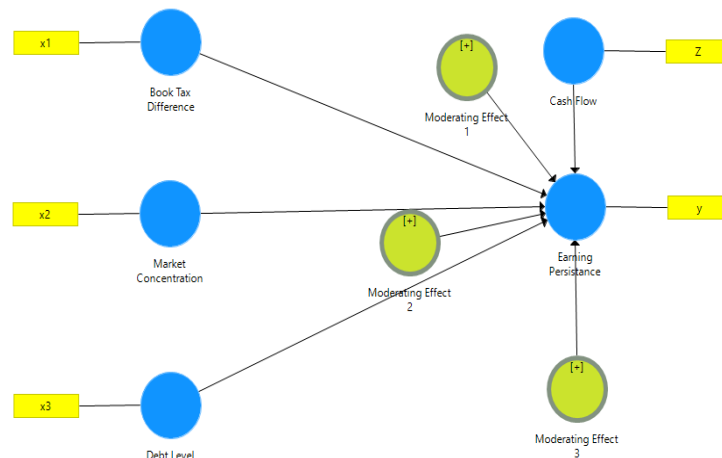 x1
Book Tax
Difference
[+]
Moderating Effect
1
Cash Flow
Z
x2
Market
Concentration
[+]
Moderating Effect
2
Earning
Persistance
y
x3
Debt Level
[+]
Moderating Effect
3